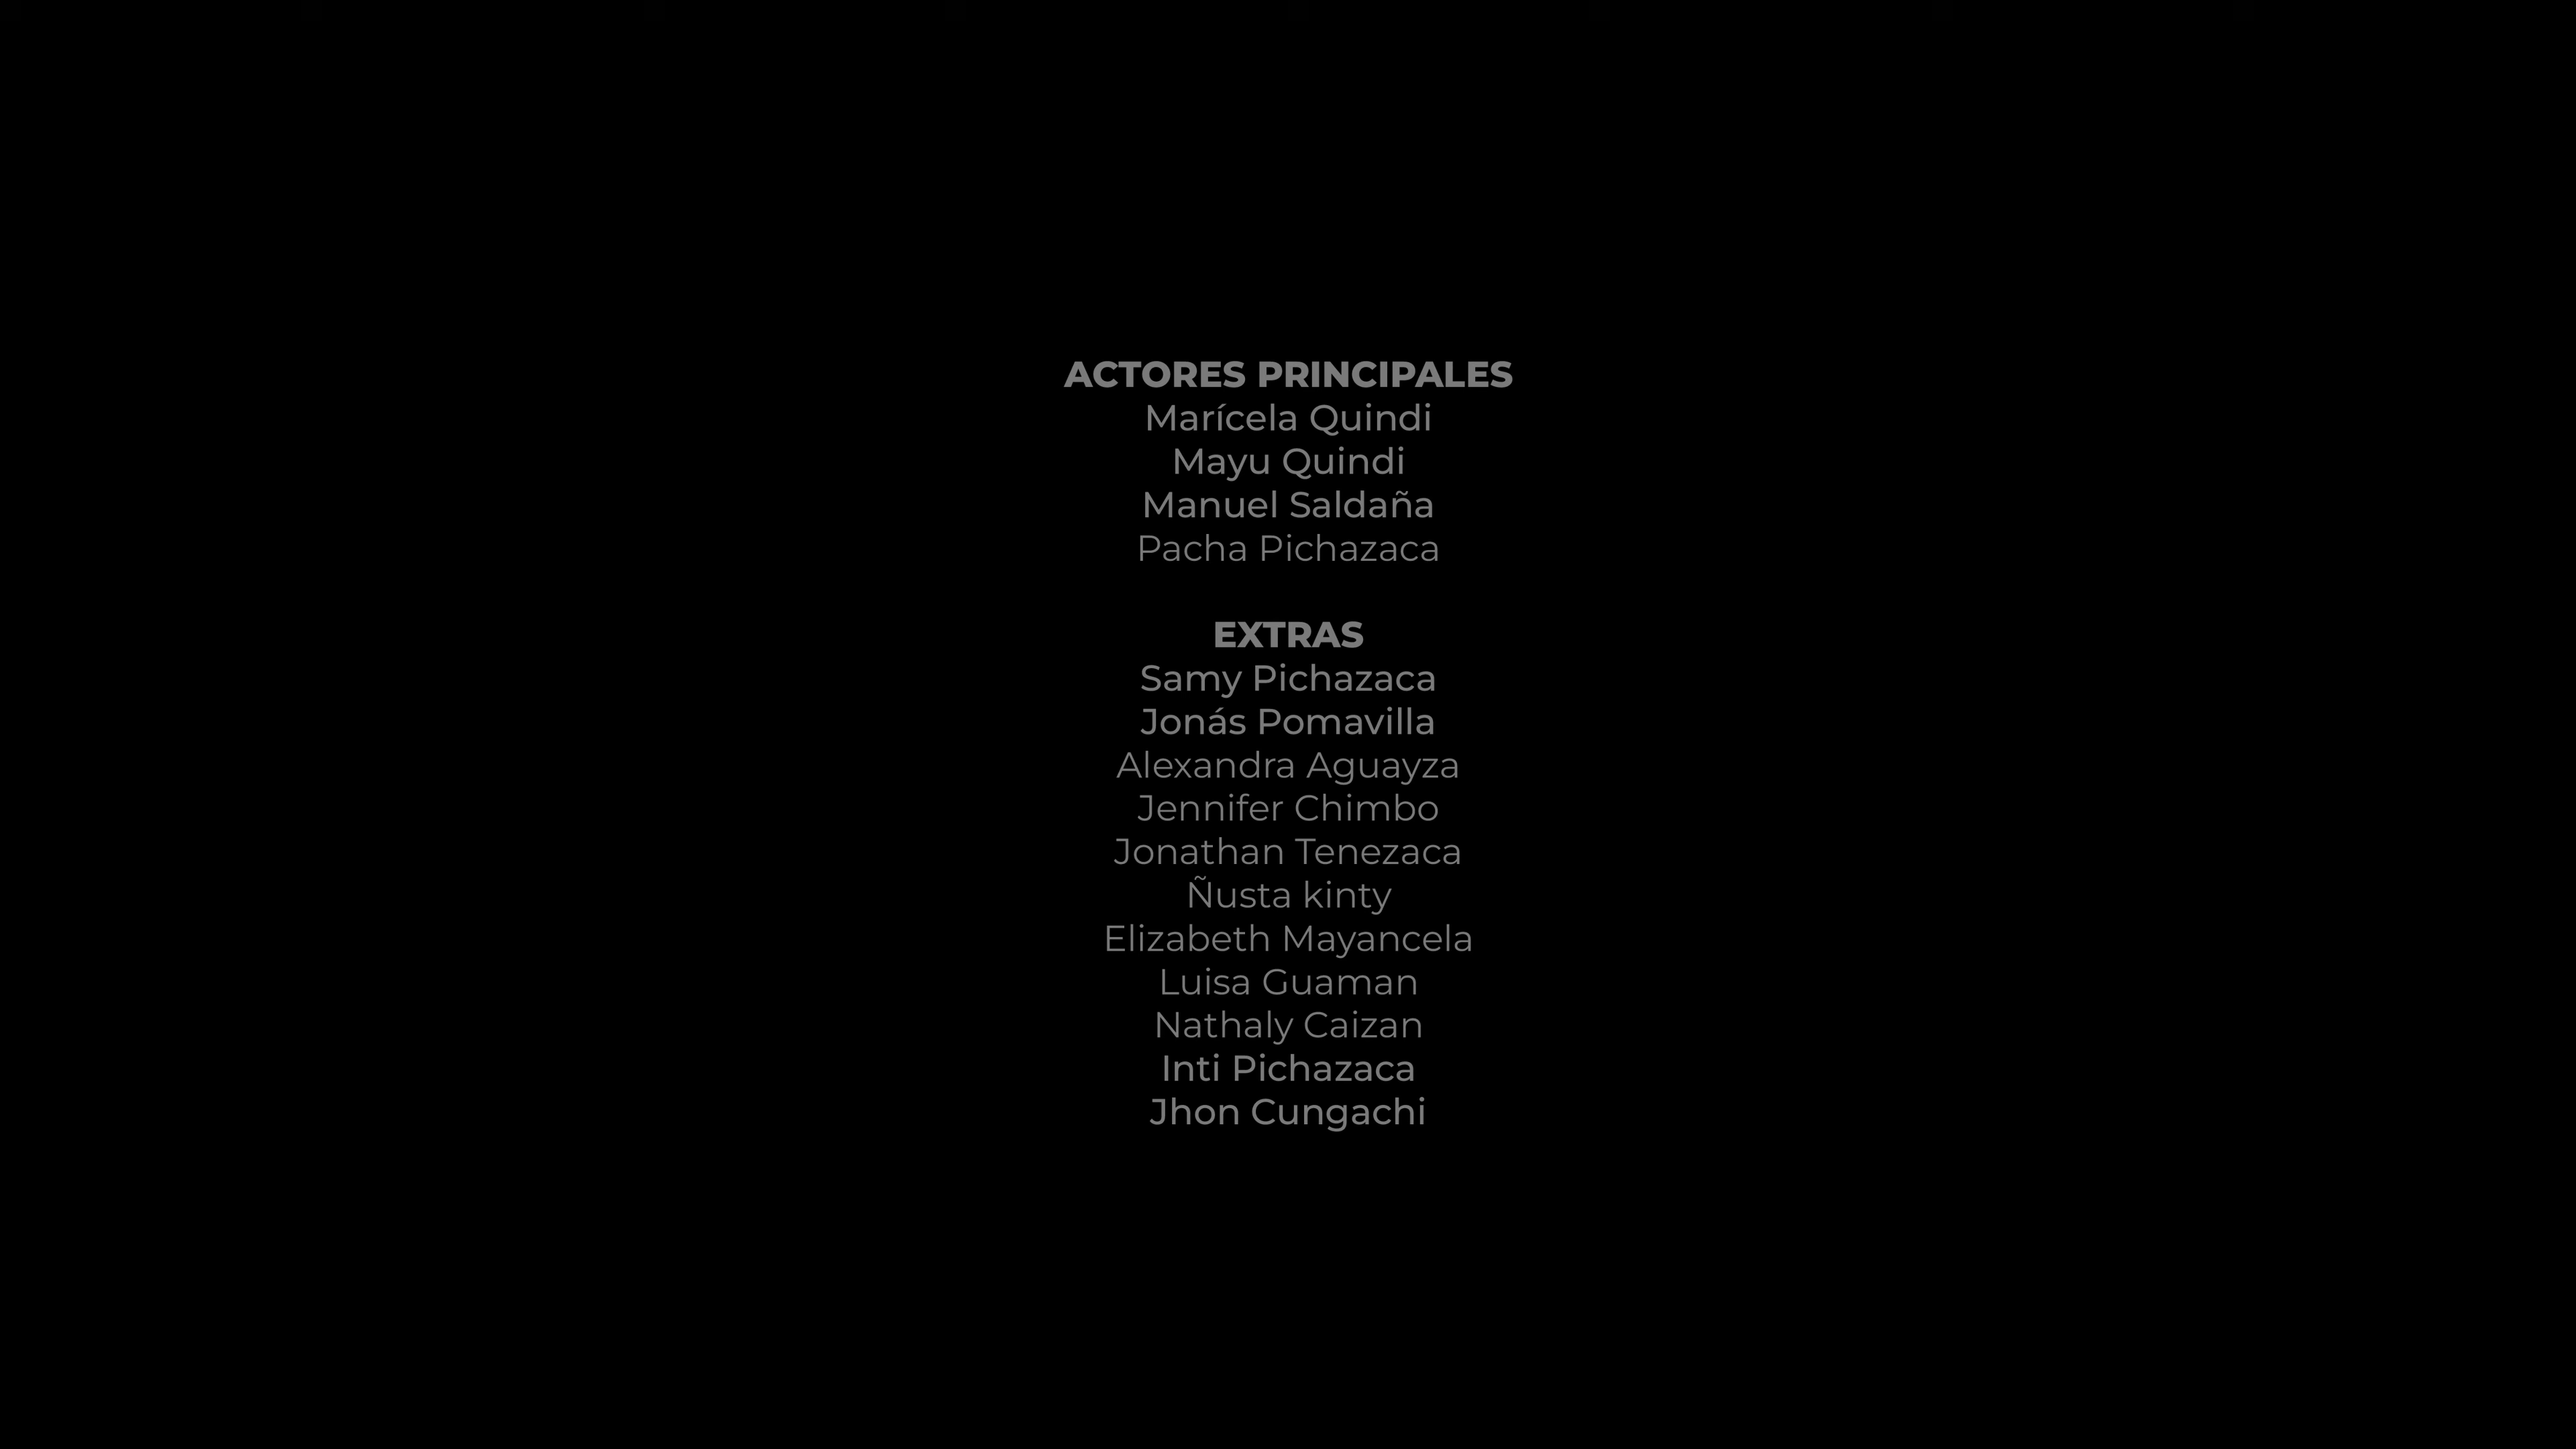 ACTORES PRINCIPALES
Marícela Quindi
Mayu Quindi
Manuel Saldaña
Pacha Pichazaca
EXTRAS
Samy Pichazaca
Jonás Pomavilla
Alexandra Aguayza
Jennifer Chimbo
Jonathan Tenezaca
Ñusta kinty
Elizabeth Mayancela
Luisa Guaman
Nathaly Caizan
Inti Pichazaca
Jhon Cungachi